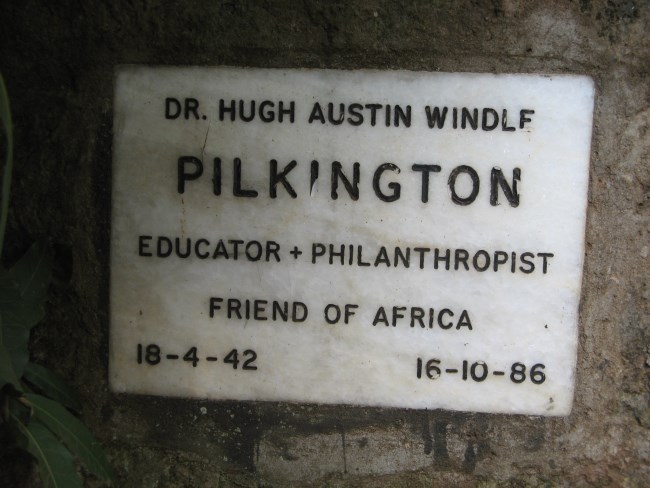 DR. HUGH AUSTIN WINDLE
PILKINGTON
EDUCATOR + PHILANTHROPIST
FRIEND OF AFRICA
18-4-42 16-10-86